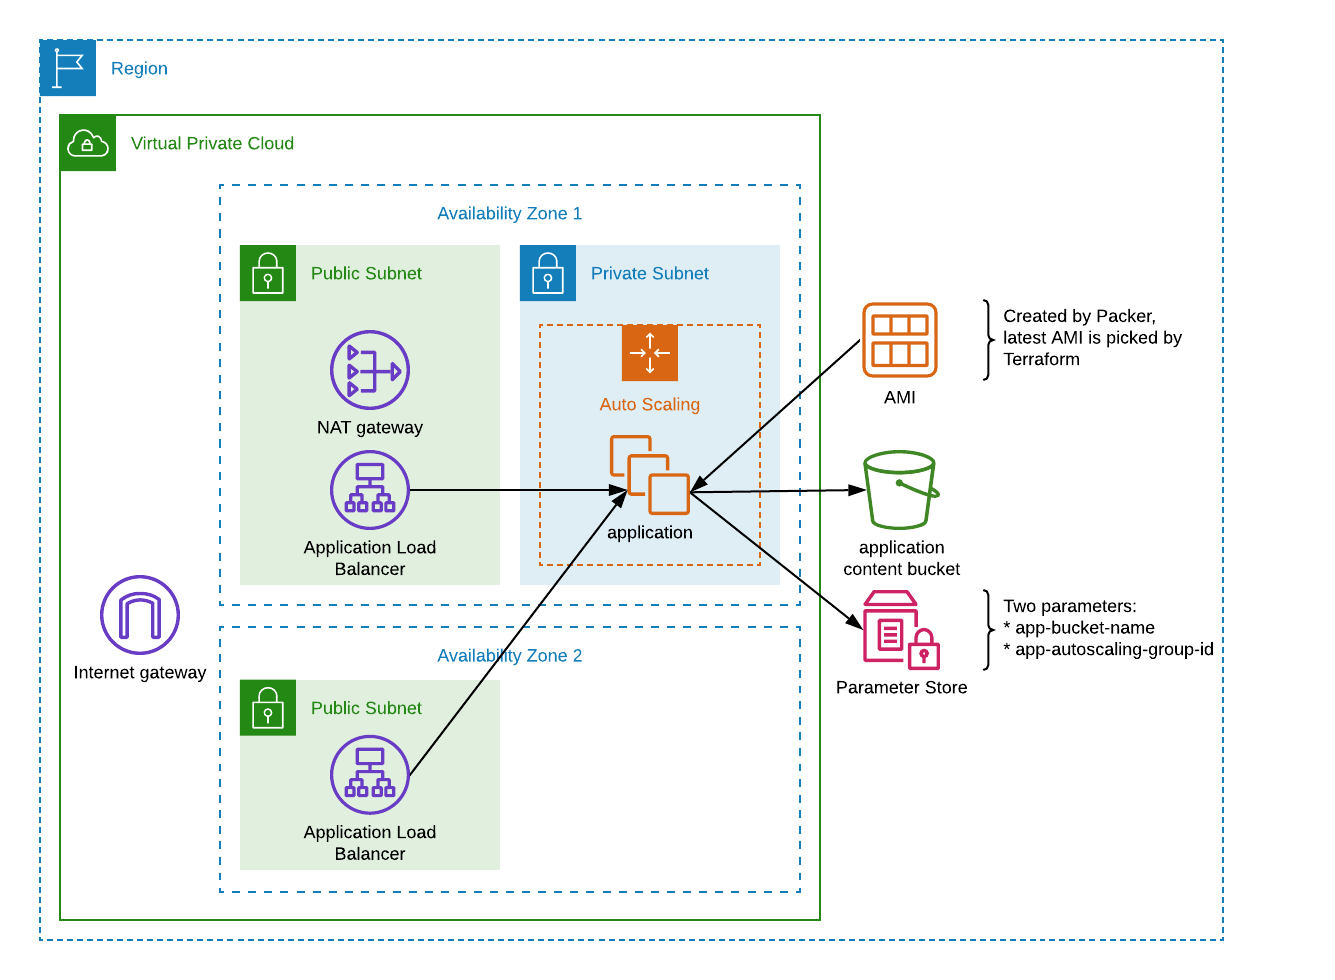 Region
Virtual Private Cloud
Availability Zone 1
Public Subnet
Private Subnet
NAT gateway
Auto Scaling
Application Load
Balancer
application
AMI
Created by Packer,
latest AMI is picked by
Terraform
application
content bucket
Internet gateway
Parameter Store
Two parameters:
* app-bucket-name
* app-autoscaling-group-id
Availability Zone 2
Public Subnet
Application Load
Balancer